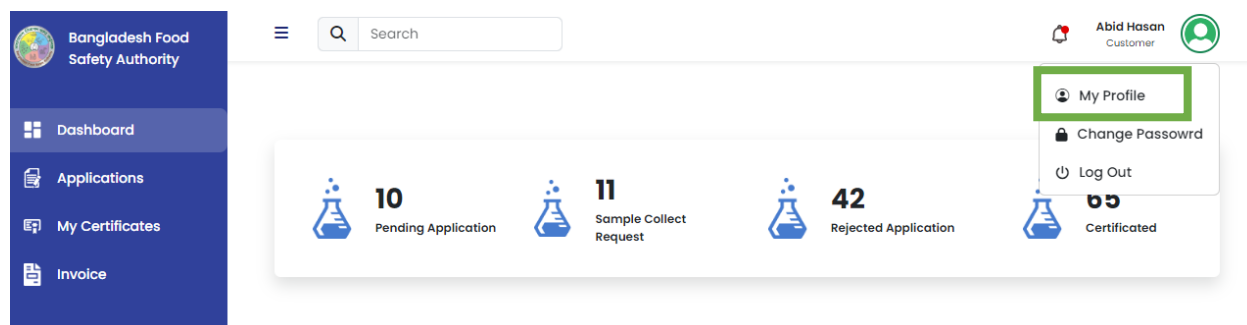 Bangladesh Food
Safety Authority
Search
Abid Hasan
Customer
My Profile
Change Passowrd
Log Out
Dashboard
Applications
My Certificates
Invoice
10
Pending Application
11
Sample Collect
Request
42
Rejected Application
65
Certificated